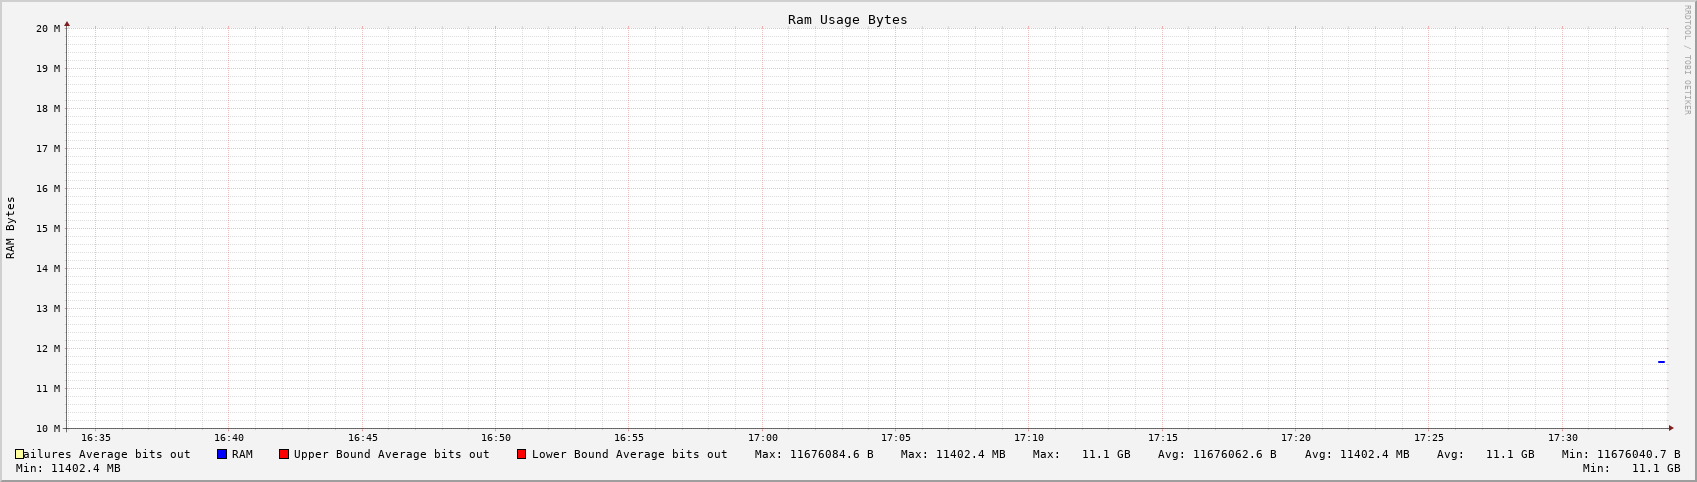 Ram Usage Bytes
RRDTOOL / TOBI OETIKER
RAM Bytes
20 M
19 M
18 M
17 M
16 M
15 M
14 M
13 M
12 M
11 M
10 M
16:35 16:40 16:45 16:50 16:55 17:00 17:05 17:10 17:15 17:20 17:25 17:30
ailures Average bits out RAM Upper Bound Average bits out Lower Bound Average bits out Max: 11676084.6 B Max: 11402.4 MB Max: 11.1 GB Avg: 11676062.6 B Avg: 11402.4 MB Avg: 11.1 GB Min: 11676040.7 B
Min: 11402.4 MB Min: 11.1 GB